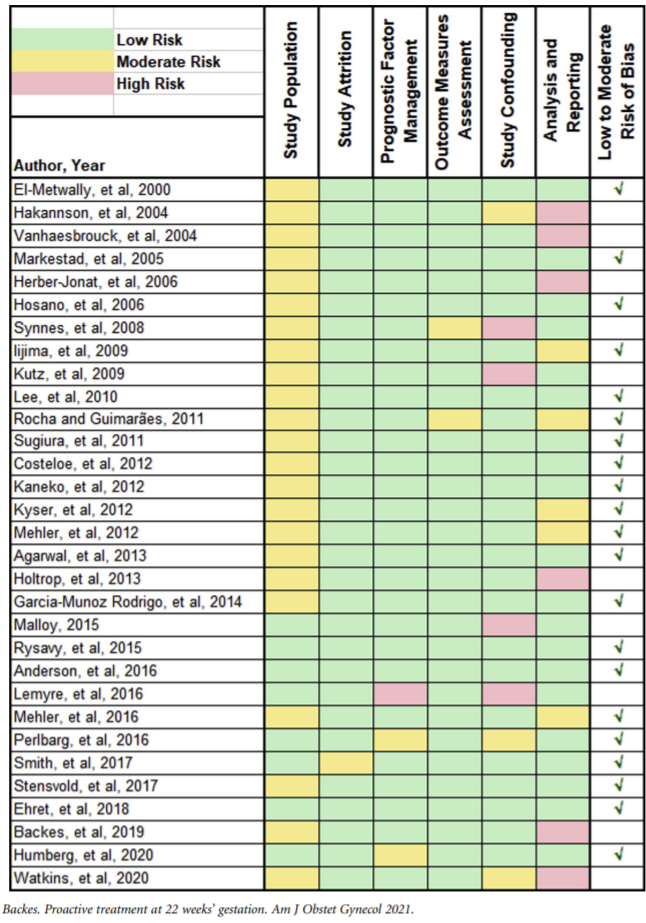 Low Risk
Moderate Risk
High Risk
Author, Year
Study Population
Study Attrition
Prognostic Factor
Management
Outcome Measures
Assessment
Study Confounding
Analysis and
Reporting
Low to Moderate
Risk of Bias
El-Metwally, et al, 2000 √
Hakannson, et al, 2004
Vanhaesbrouck, et al, 2004
Markestad, et al, 2005 √
Herber-Jonat, et al, 2006
Hosano, et al, 2006 √
Synnes, et al, 2008
Iijima, et al, 2009 √
Kutz, et al, 2009
Lee, et al, 2010 √
Rocha and Guimarães, 2011 √
Sugiura, et al, 2011 √
Costeloe, et al, 2012 √
Kaneko, et al, 2012 √
Kyser, et al, 2012 √
Mehler, et al, 2012 √
Agarwal, et al, 2013 √
Holtrop, et al, 2013
Garcia-Munoz Rodrigo, et al, 2014 √
Malloy, 2015
Rysavy, et al, 2015 √
Anderson, et al, 2016 √
Lemyre, et al, 2016
Mehler, et al, 2016 √
Perlbarg, et al, 2016 √
Smith, et al, 2017 √
Stensvold, et al, 2017 √
Ehret, et al, 2018 √
Backes, et al, 2019
Humberg, et al, 2020 √
Watkins, et al, 2020
Backes. Proactive treatment at 22 weeks' gestation. Am J Obstet Gynecol 2021.